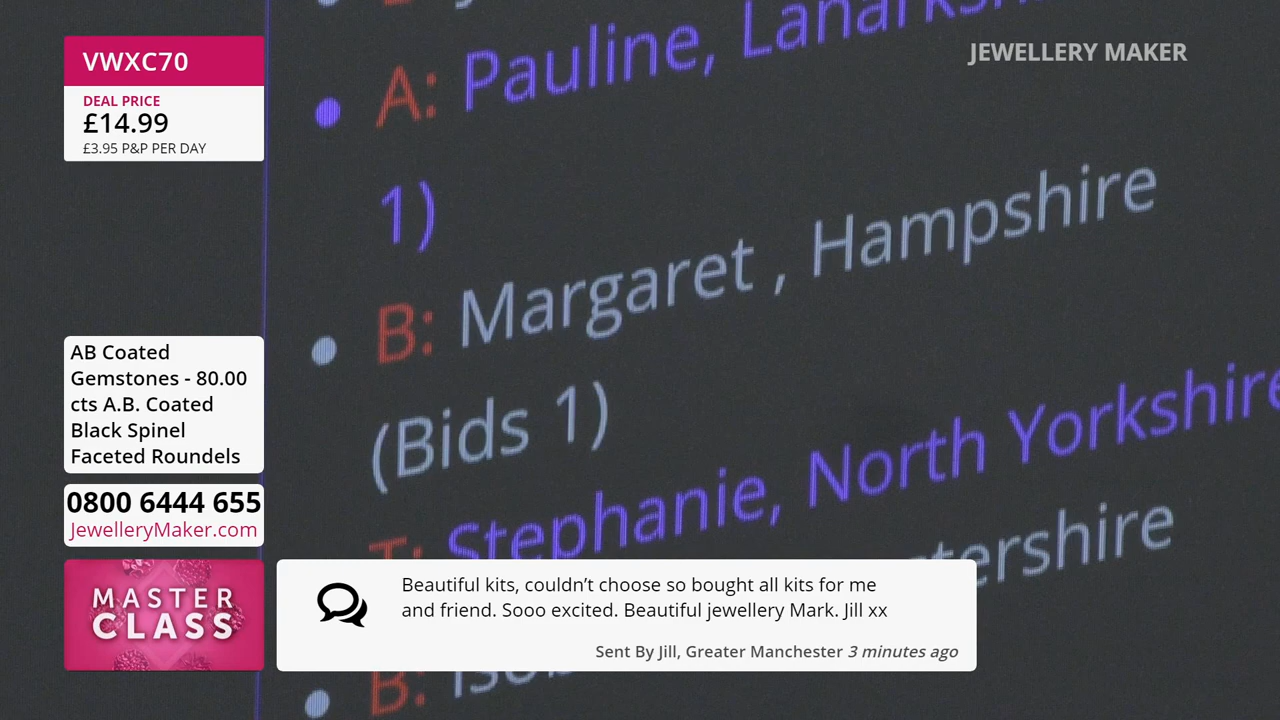 VWXC70
DEAL PRICE
£14.99
£3.95 P&P PER DAY
JEWELLERY MAKER
A: Pauline,
1)
B: Margaret , Hampshire
(Bids 1)
T: Stephanie, North Yorkshire
B:
AB Coated
Gemstones - 80.00
cts A.B. Coated
Black Spinel
Faceted Roundels
0800 6444 655
JewelleryMaker.com
MASTER
CLASS
Beautiful kits, couldn’t choose so bought all kits for me
and friend. Sooo excited. Beautiful jewellery Mark. Jill xx
Sent By Jill, Greater Manchester 3 minutes ago